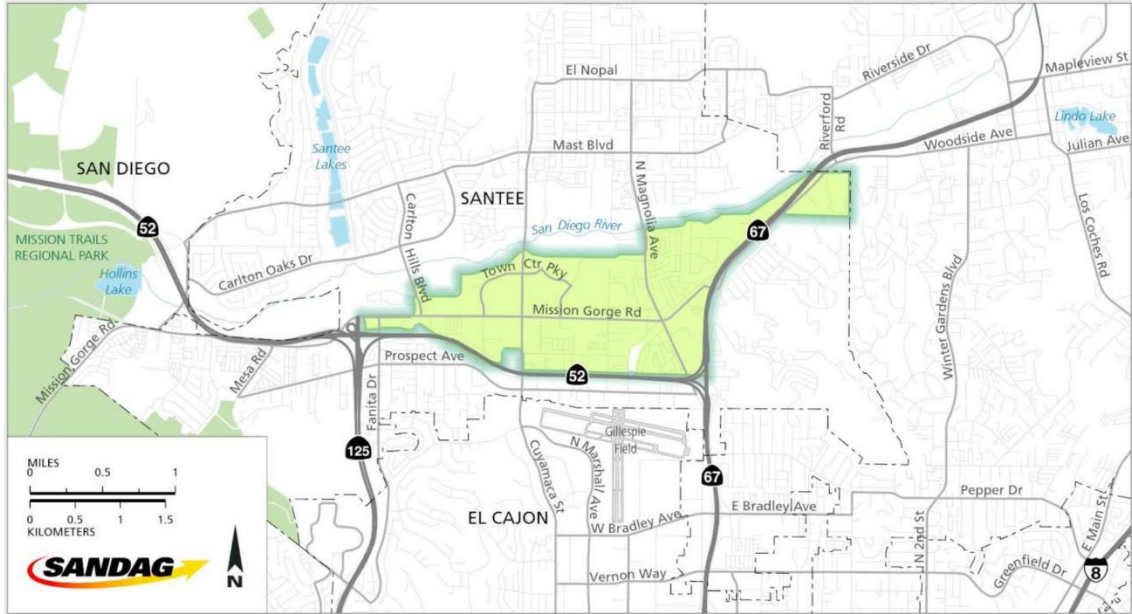 El Nopal
Riverside Dr
Mapleview St
Riverford
Rd
Lindo Lake
Woodside Ave
Julian Ave
Mast Blvd
Santee
Lakes
SAN DIEGO
SANTEE
N Magnolia Ave
Carlton
Hills Blvd
San Diego River
Los Coches Rd
52
67
MISSION TRAILS
REGIONAL PARK
Hollins
Lake
Carlton Oaks Dr
Town Ctr Pky
Winter Gardens Blvd
Mission Gorge Rd
Mission Gorge Rd
Mesa Rd
Prospect Ave
Fanita Dr
52
Gillespie
Field
125
Cuyamaca St
N Marshall Ave
67
EL CAJON
W Bradley Ave
E Bradley Ave
Pepper Dr
E Main St
N 2nd St
Vernon Way
Greenfield Dr
8
MILES
0 0.5 1
0 0.5 1 1.5
KILOMETERS
SANDAG
N